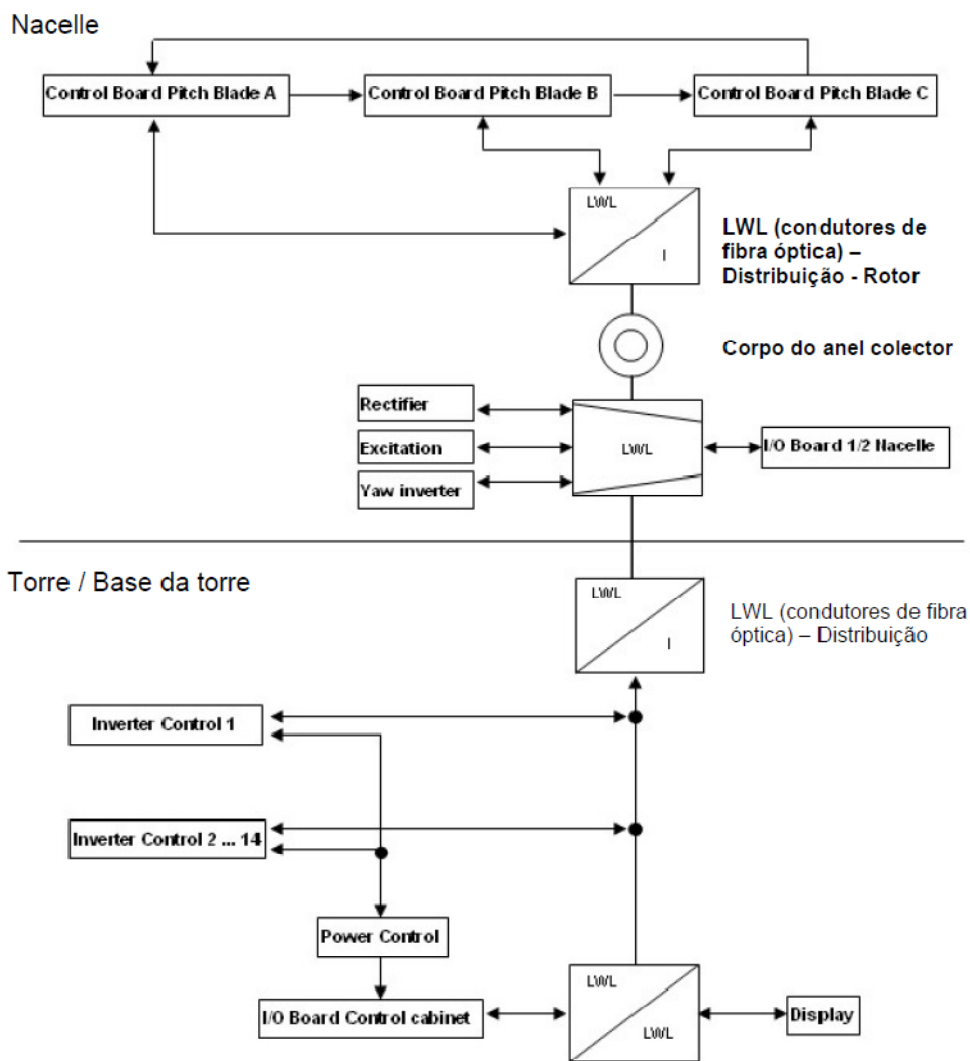 Nacelle
Control Board Pitch Blade A
Control Board Pitch Blade B
Control Board Pitch Blade C
LWL
I
LWL (condutores de
fibra óptica) –
Distribuição - Rotor
Corpo do anel colector
Rectifier
Excitation
Yaw inverter
LWL
I/O Board 1/2 Nacelle
Torre / Base da torre
LWL
I
LWL (condutores de fibra
óptica) – Distribuição
Inverter Control 1
Inverter Control 2 ... 14
Power Control
I/O Board Control cabinet
LWL
LWL
Display